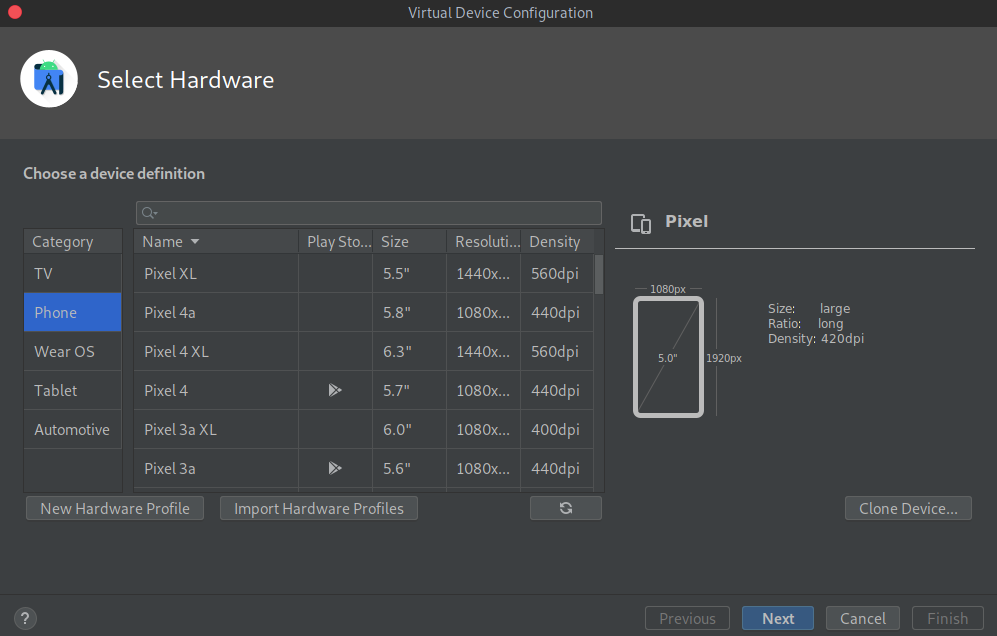 Virtual Device Configuration
Select Hardware
Choose a device definition
Category Name Play Sto... Size Resoluti... Density
TV Pixel XL 5.5" 1440x... 560dpi
Phone Pixel 4a 5.8" 1080x... 440dpi
Wear OS Pixel 4 XL 6.3" 1440x... 560dpi
Tablet Pixel 4 5.7" 1080x... 440dpi
Automotive Pixel 3a XL 6.0" 1080x... 400dpi
Pixel 3a 5.6" 1080x... 440dpi
Pixel
1080px
5.0"
1920px
Size: large
Ratio: long
Density: 420dpi
New Hardware Profile Import Hardware Profiles Clone Device...
? Previous Next Cancel Finish